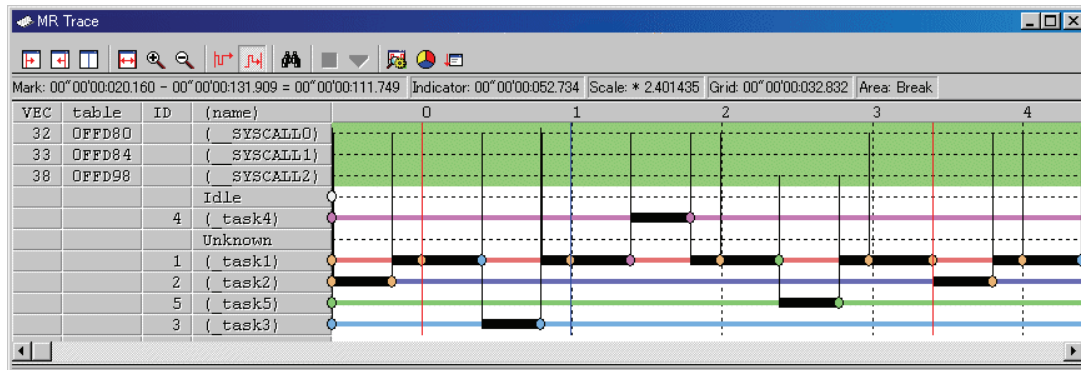 MR Trace
Mark: 00"00'00:020.160 - 00"00'00:131.909 = 00"00'00:111.749 Indicator: 00"00'00:052.734 Scale: * 2.401435 Grid: 00"00'00:032.832 Area: Break
VEC table ID (name) 0 1 2 3 4
32 0FFD80 (__SYSCALL0)
33 0FFD84 (__SYSCALL1)
38 0FFD98 (__SYSCALL2)
Idle
4 (_task4)
Unknown
1 (_task1)
2 (_task2)
5 (_task5)
3 (_task3)